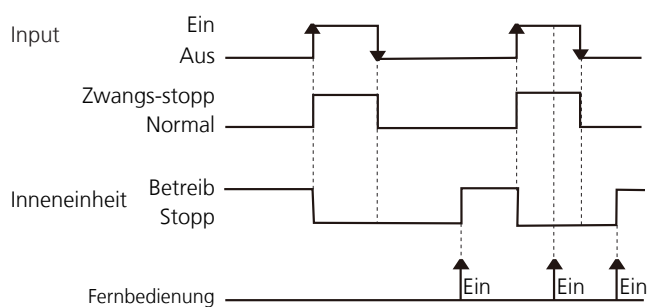 Input
Ein
Aus
Zwangs-stopp
Normal
Inneneinheit
Betreib
Stopp
Fernbedienung
Ein
Ein
Ein